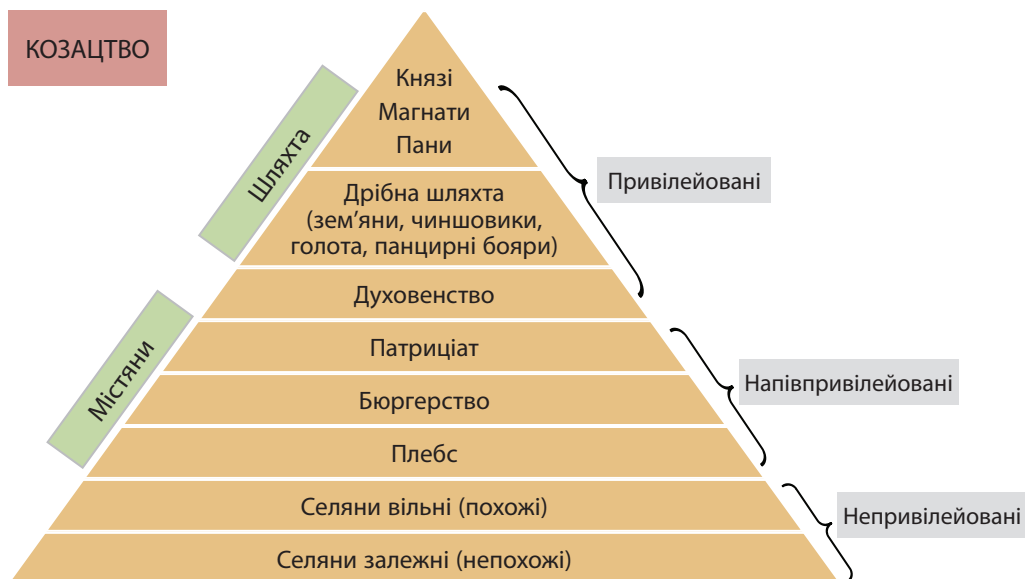 КОЗАЦТВО
Шляхта
Містяни
Князі
Магнати
Пани
Дрібна шляхта
(зем’яни, чиншовики,
голота, панцирні бояри)
Духовенство
Патриціат
Бюргерство
Плебс
Селяни вільні (похожі)
Селяни залежні (непохожі)
Привілейовані
Напівпривілейовані
Непривілейовані